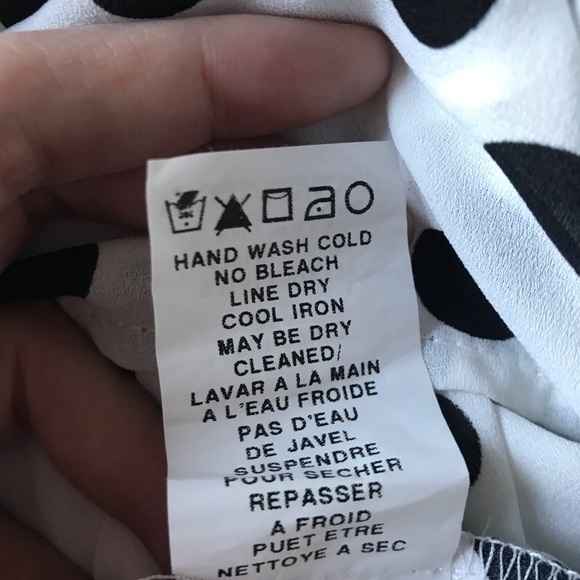 HAND WASH COLD
NO BLEACH
LINE DRY
COOL IRON
MAY BE DRY
CLEANED/
LAVAR A LA MAIN
A L'EAU FROIDE
PAS D'EAU
DE JAVEL
SUSPENDRE
POUR SECHER
REPASSER
A FROID
PUET ETRE
NETTOYE A SEC